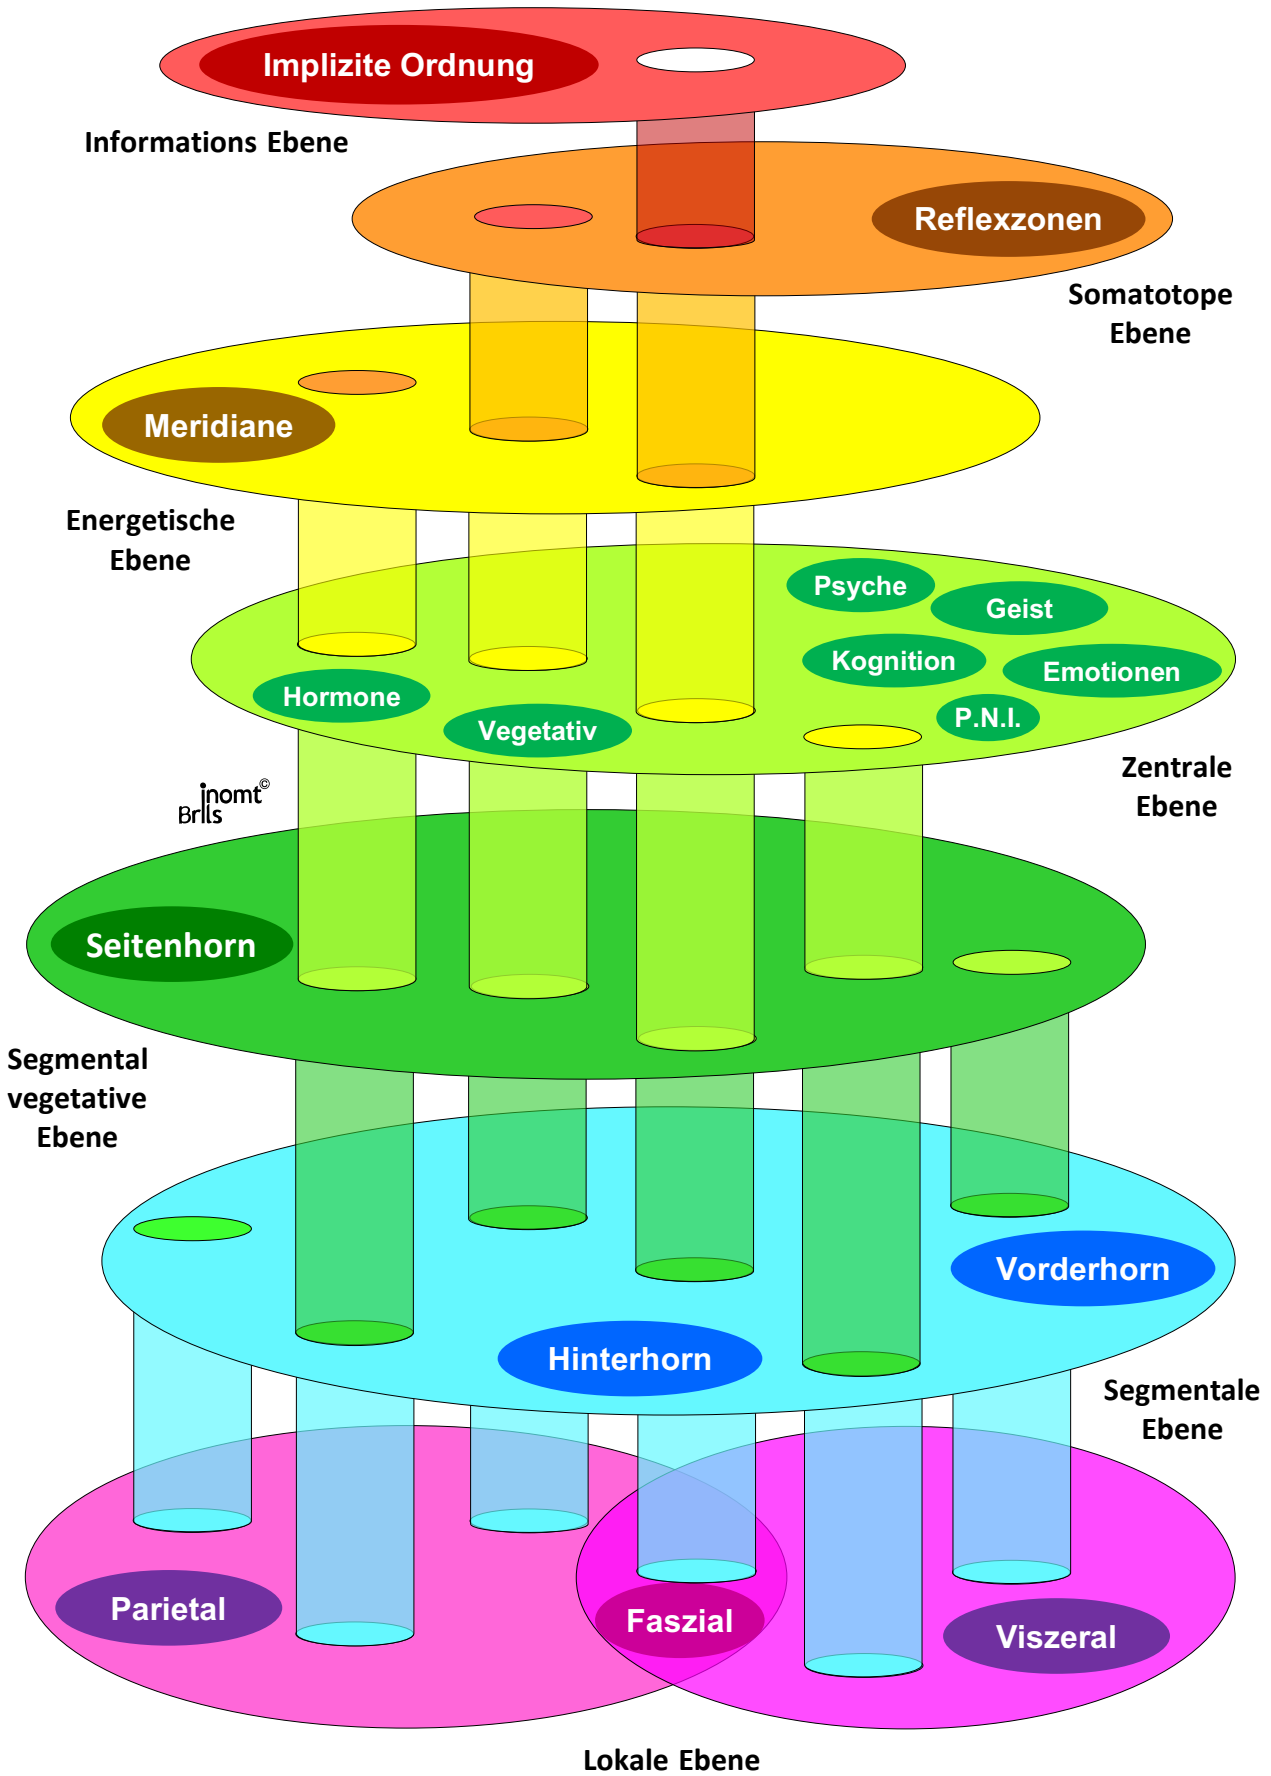 Implizite Ordnung
Informations Ebene
Reflexzonen
Somatotope
Ebene
Meridiane
Energetische
Ebene
Psyche
Geist
Kognition
Emotionen
Hormone
P.N.I.
Vegetativ
Zentrale
Ebene
inomt©
Brils
Seitenhorn
Segmental
vegetative
Ebene
Vorderhorn
Hinterhorn
Segmentale
Ebene
Parietal
Faszial
Viszeral
Lokale Ebene